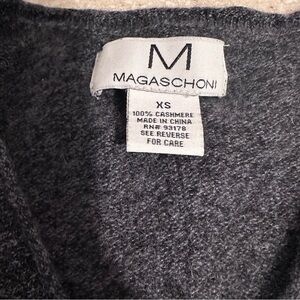 M
MAGASCHONI
XS
100% CASHMERE
MADE IN CHINA
RN# 93178
SEE REVERSE
FOR CARE